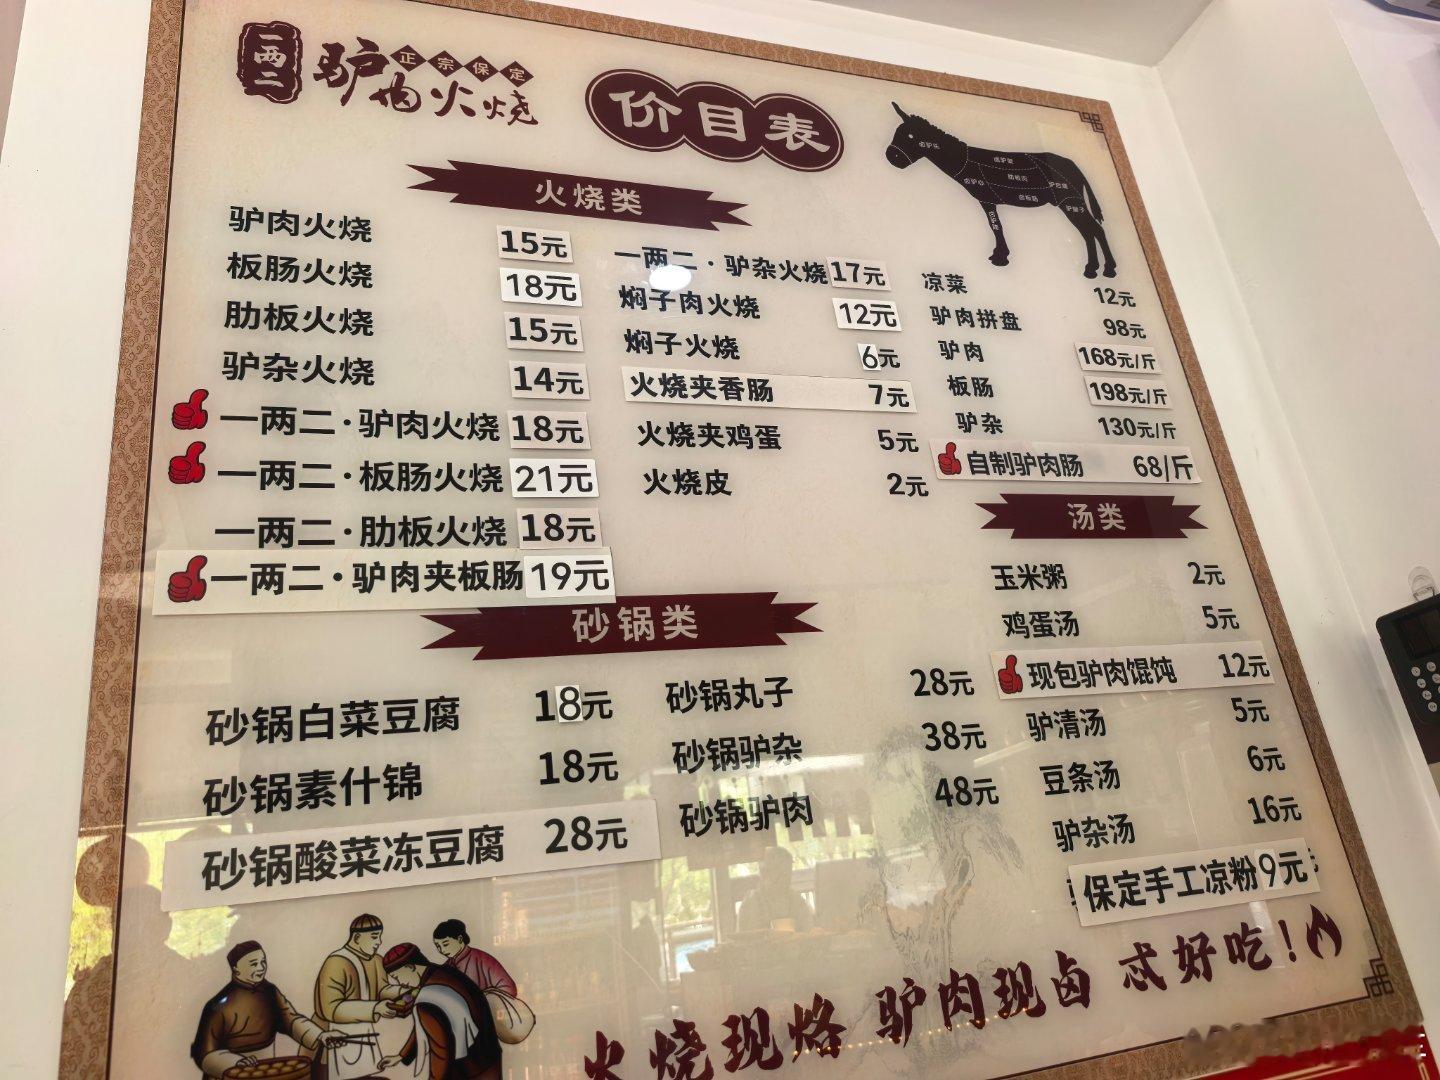 一两二
驴肉火烧
正宗保定
价目表
火烧类
驴肉火烧 15元
板肠火烧 18元
肋板火烧 15元
驴杂火烧 14元
一两二·驴肉火烧 18元
一两二·板肠火烧 21元
一两二·肋板火烧 18元
一两二·驴肉夹板肠 19元
一两二·驴杂火烧 17元
焖子肉火烧 12元
焖子火烧 6元
火烧夹香肠 7元
火烧夹鸡蛋 5元
火烧皮 2元
凉菜 12元
驴肉拼盘 98元
驴肉 168元/斤
板肠 198元/斤
驴杂 130元/斤
自制驴肉肠 68/斤
汤类
玉米粥 2元
鸡蛋汤 5元
现包驴肉馄饨 12元
驴清汤 5元
豆条汤 6元
驴杂汤 16元
保定手工凉粉 9元
砂锅类
砂锅白菜豆腐 18元
砂锅素什锦 18元
砂锅酸菜冻豆腐 28元
砂锅丸子 28元
砂锅驴杂 38元
砂锅驴肉 48元
火烧现烙 驴肉现卤 忒好吃！